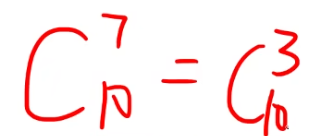 C₁₀⁷ = C₁₀³